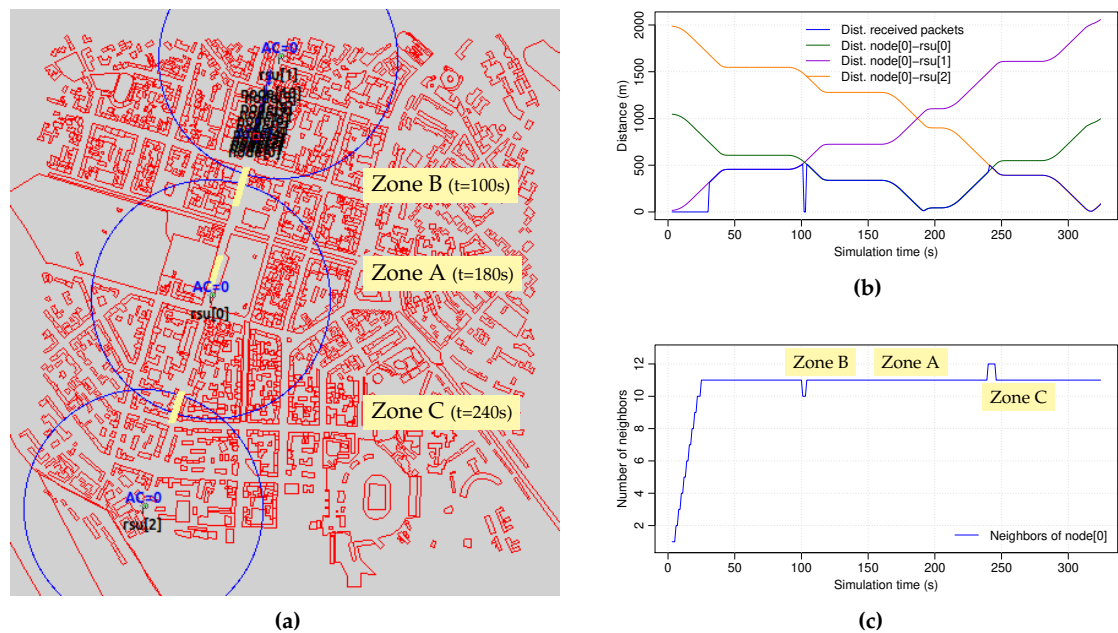 AC=0
rsu[1]
Zone B (t=100s)
Zone A (t=180s)
AC=0
rsu[0]
Zone C (t=240s)
AC=0
rsu[2]
(a)
Dist. received packets
Dist. node[0]−rsu[0]
Dist. node[0]−rsu[1]
Dist. node[0]−rsu[2]
Distance (m)
2000
1500
1000
500
0
0 50 100 150 200 250 300
Simulation time (s)
(b)
Zone B
Zone A
Zone C
Number of neighbors
12
10
8
6
4
2
Neighbors of node[0]
0 50 100 150 200 250 300
Simulation time (s)
(c)